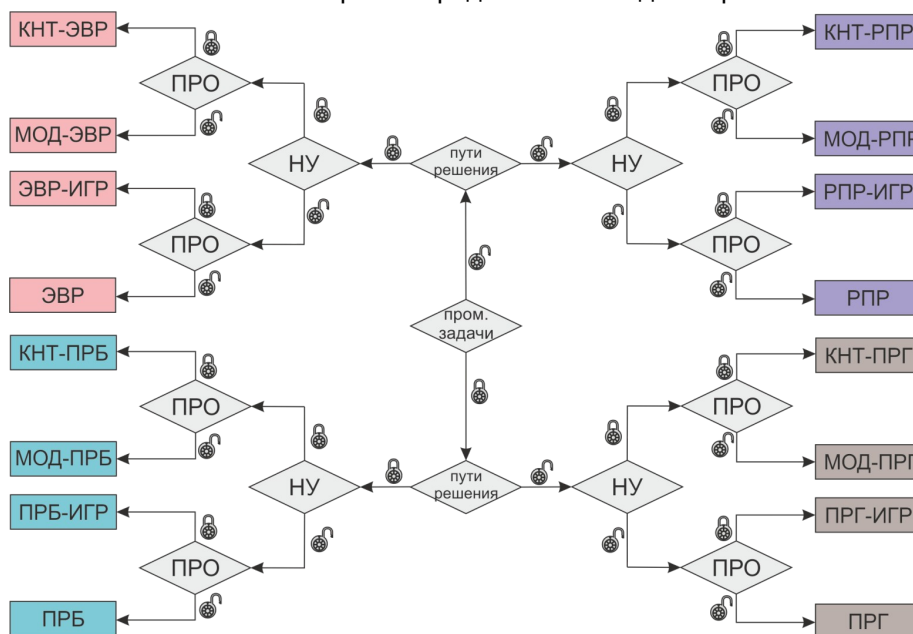 КНТ-ЭВР
КНТ-РПР
ПРО
ПРО
МОД-ЭВР
МОД-РПР
НУ
пути
решения
НУ
ЭВР-ИГР
РПР-ИГР
ПРО
ПРО
ЭВР
РПР
пром.
задачи
КНТ-ПРБ
КНТ-ПРГ
ПРО
ПРО
МОД-ПРБ
МОД-ПРГ
НУ
пути
решения
НУ
ПРБ-ИГР
ПРГ-ИГР
ПРО
ПРО
ПРБ
ПРГ